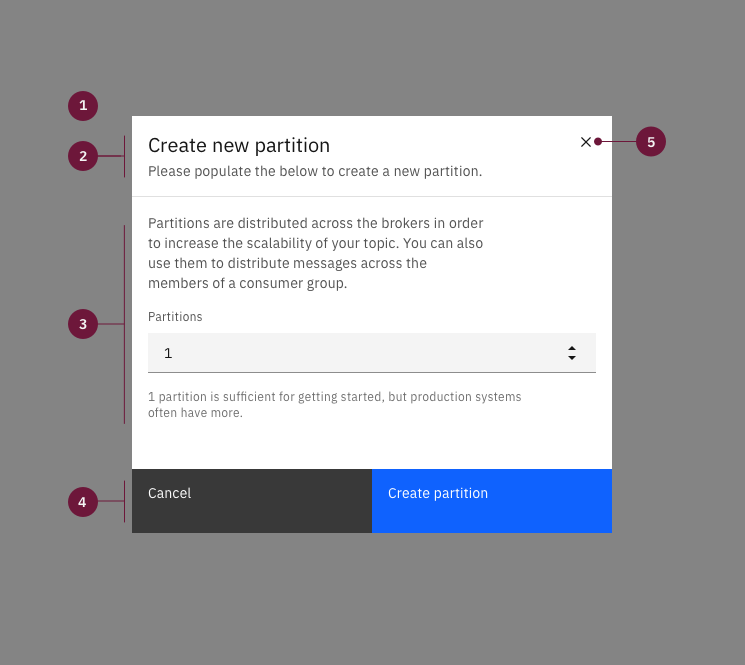 1
2
Create new partition
5
Please populate the below to create a new partition.
Partitions are distributed across the brokers in order
to increase the scalability of your topic. You can also
use them to distribute messages across the
members of a consumer group.
3
Partitions
1
1 partition is sufficient for getting started, but production systems
often have more.
4
Cancel
Create partition